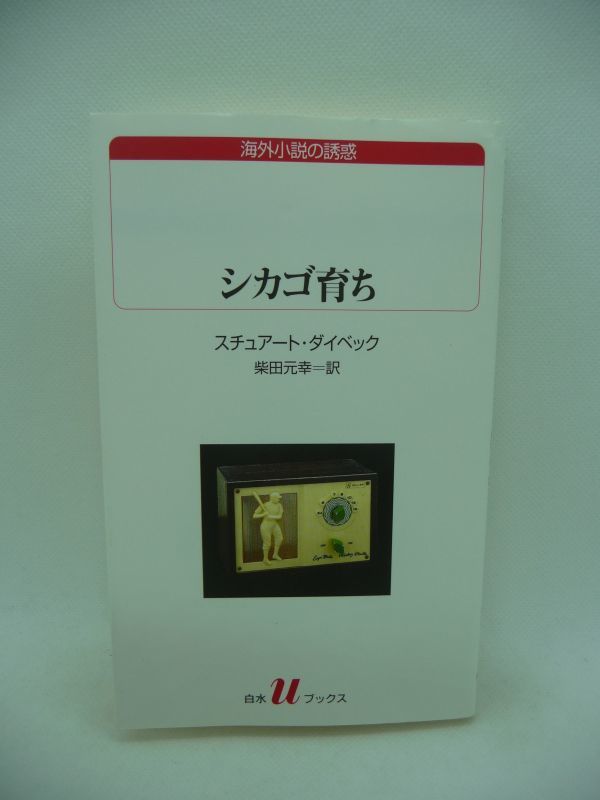 海外小説の誘惑
シカゴ育ち
スチュアート・ダイベック
柴田元幸＝訳
白水uブックス